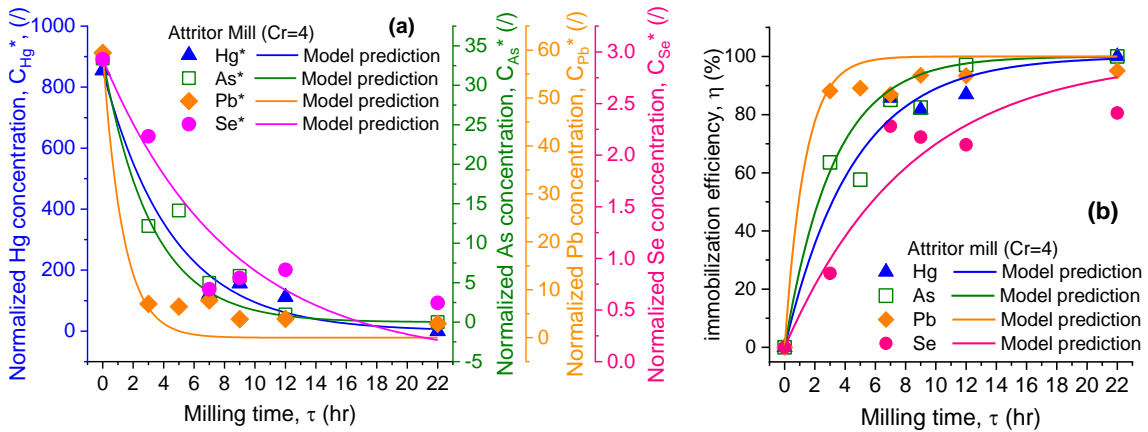 Normalized Hg concentration, C_Hg*, (/)
1000
800
600
400
200
0
(a)
Attritor Mill (Cr=4)
Hg* Model prediction
As* Model prediction
Pb* Model prediction
Se* Model prediction
0 2 4 6 8 10 12 14 16 18 20 22
Milling time, τ (hr)
35
30
25
20
15
10
5
0
-5
Normalized As concentration, C_As* (/)
60
50
40
30
20
10
0
Normalized Pb concentration, C_Pb* (/)
3.0
2.5
2.0
1.5
1.0
0.5
0.0
Normalized Se conccentration, C_Se* (/)
immobilization efficiency, η (%)
100
80
60
40
20
0
(b)
Attritor mill (Cr=4)
Hg Model prediction
As Model prediction
Pb Model prediction
Se Model prediction
0 2 4 6 8 10 12 14 16 18 20 22
Milling time, τ (hr)